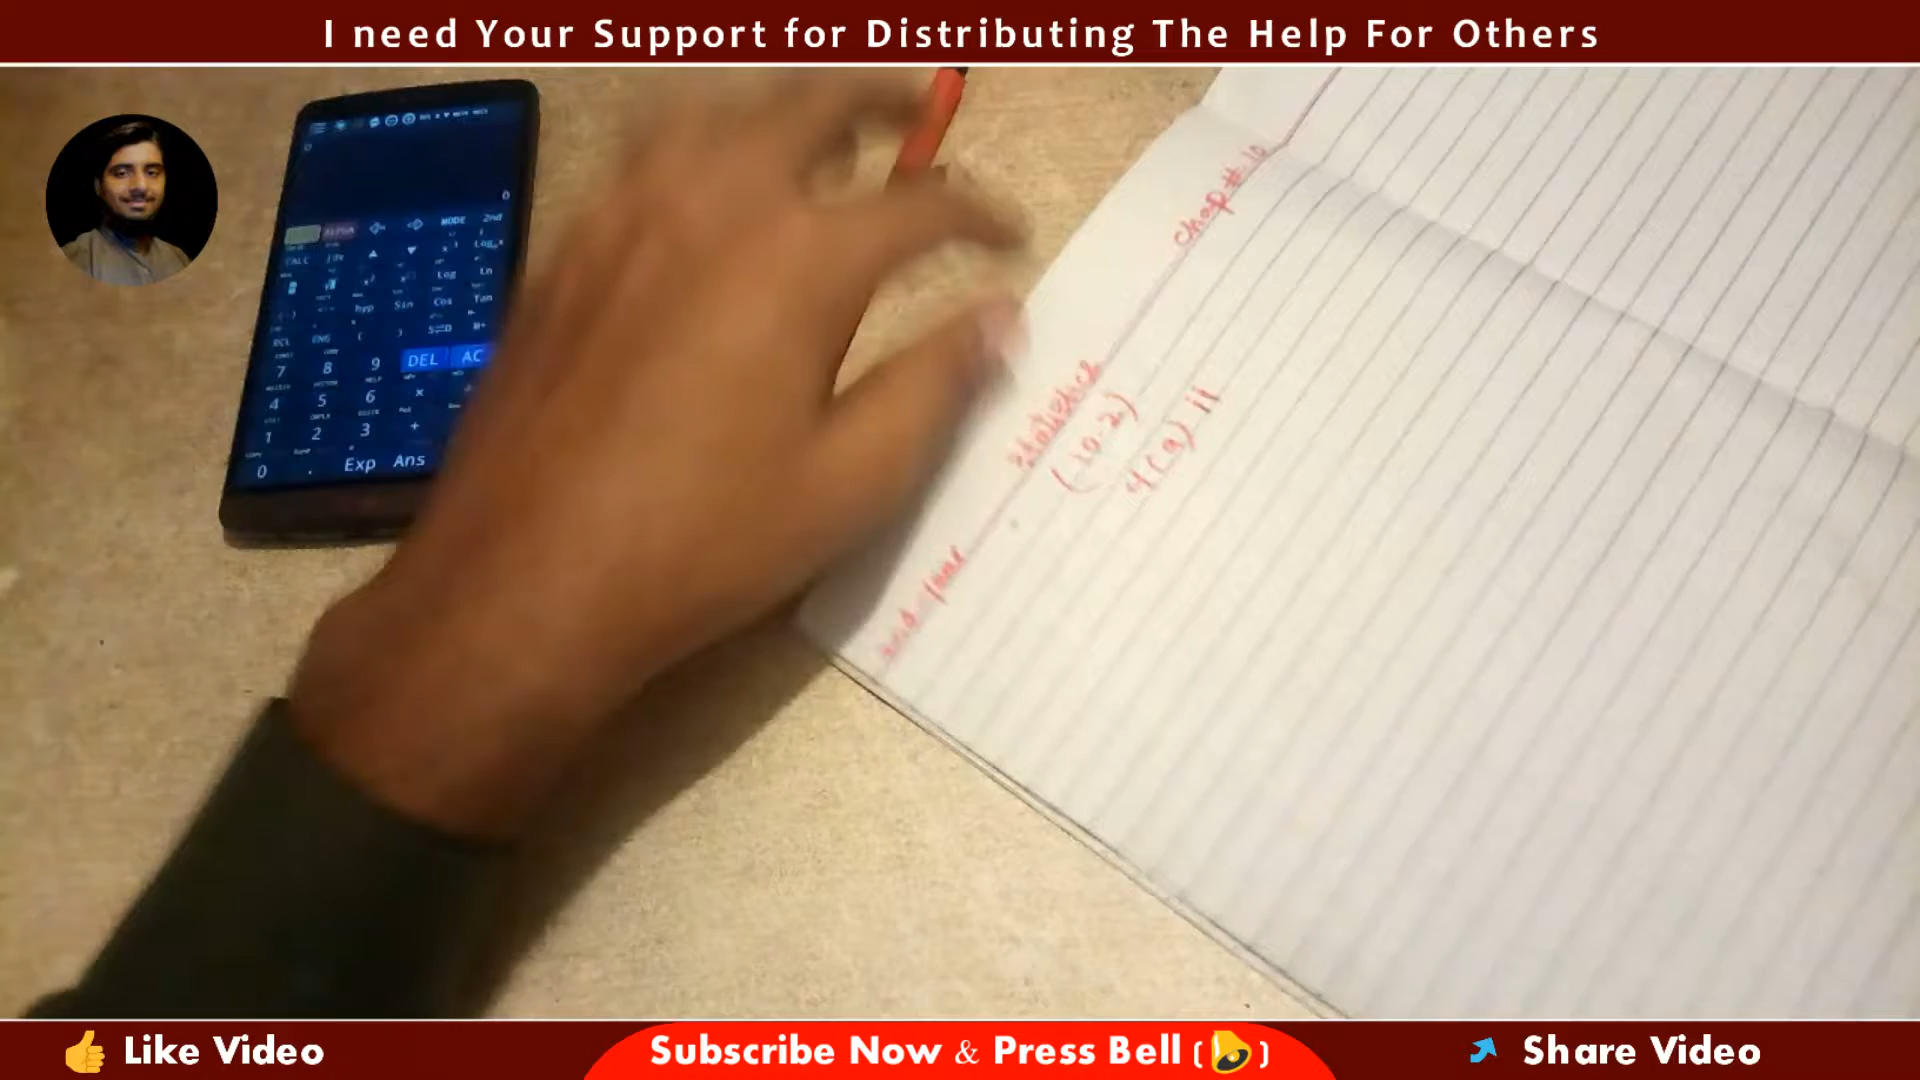 I need Your Support for Distributing The Help For Others
MODE 2nd
CALC
Log Ln
hyp Sin Cos Tan
RCL ENG ( ) S⇌D
7 8 9 DEL AC
4 5 6 ×
1 2 3 +
0 . Exp Ans
Chap # 10
Statistics
(10.2)
4(a) ii
👍 Like Video
Subscribe Now & Press Bell (🔔)
Share Video